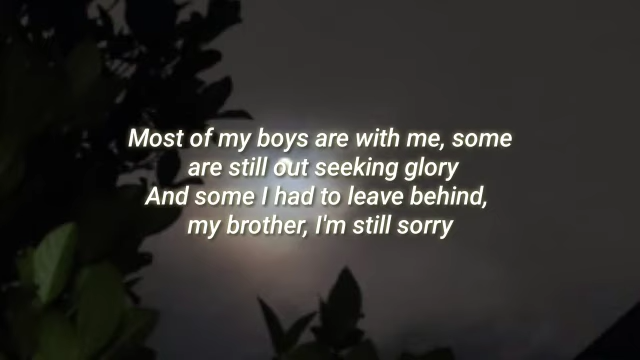 Most of my boys are with me, some
are still out seeking glory
And some I had to leave behind,
my brother, I'm still sorry